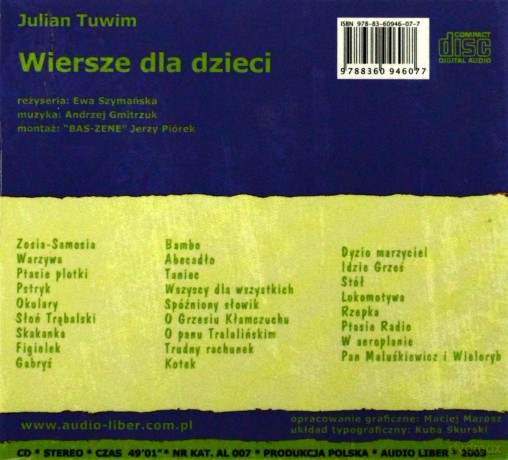 Julian Tuwim
ISBN 978-83-60946-07-7
Wiersze dla dzieci
COMPACT
disc
DIGITAL AUDIO
9788360 946077
reżyseria: Ewa Szymańska
muzyka: Andrzej Gmitrzuk
montaż: "BAS-ZENE" Jerzy Piórek
Zosia-Samosia
Warzywa
Ptasie plotki
Pstryk
Okulary
Słoń Trąbalski
Skakanka
Figielek
Gabryś
Bambo
Abecadło
Taniec
Wszyscy dla wszystkich
Spóźniony słowik
O Grzesiu Kłamczuchu
O panu Tralalińskim
Trudny rachunek
Kotek
Dyzio marzyciel
Idzie Grześ
Stół
Lokomotywa
Rzepka
Ptasie Radio
W aeroplanie
Pan Maluśkiewicz i Wieloryb
www.audio-liber.com.pl
opracowanie graficzne: Maciej Marosz
układ typograficzny: Kuba Skurski
CD * STEREO * CZAS 49'01" * NR KAT. AL 007 * PRODUKCJA POLSKA * AUDIO LIBER * 2003